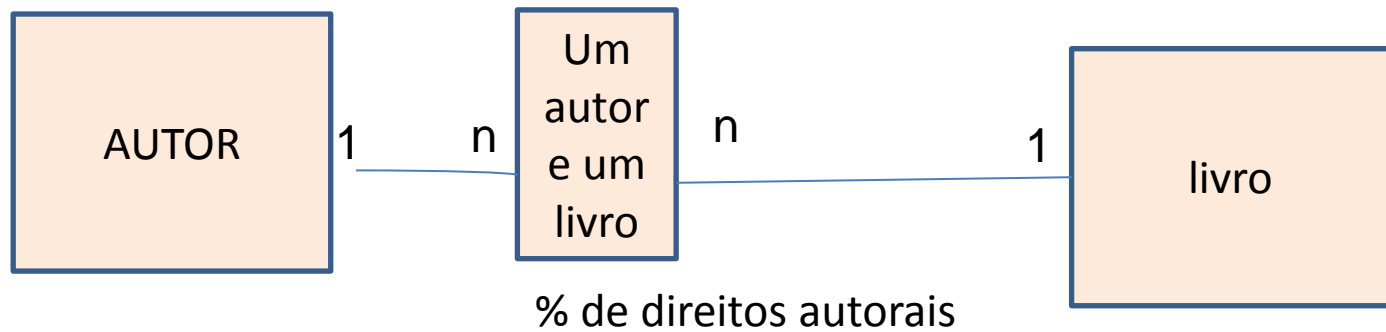 AUTOR
1
n
Um
autor
e um
livro
n
1
livro
% de direitos autorais